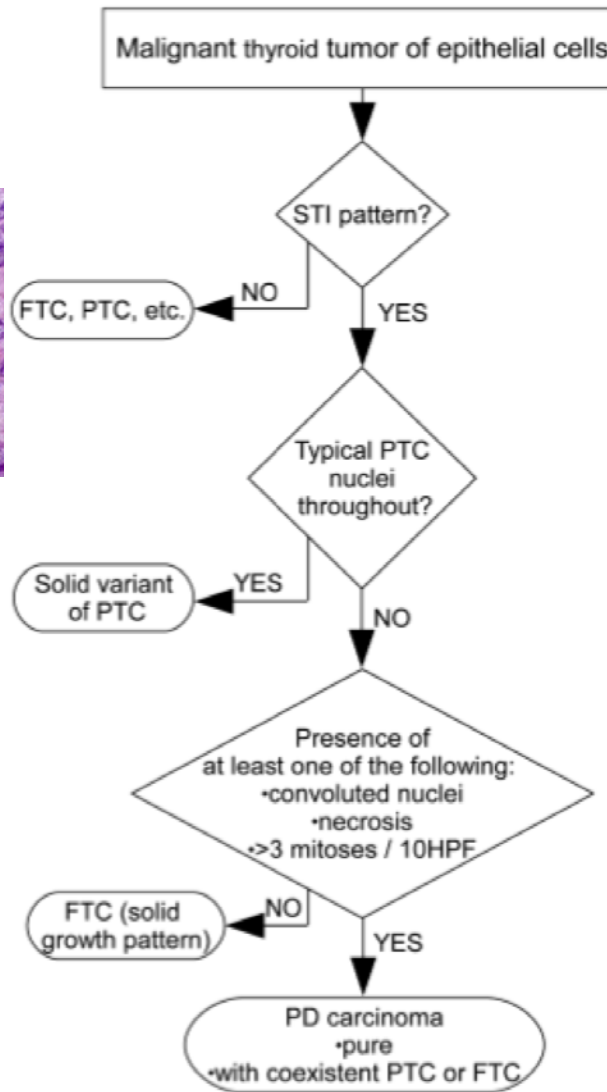 Malignant thyroid tumor of epithelial cells
STI pattern?
NO
FTC, PTC, etc.
YES
Typical PTC
nuclei
throughout?
YES
Solid variant
of PTC
NO
Presence of
at least one of the following:
•convoluted nuclei
•necrosis
•>3 mitoses / 10HPF
NO
FTC (solid
growth pattern)
YES
PD carcinoma
•pure
•with coexistent PTC or FTC